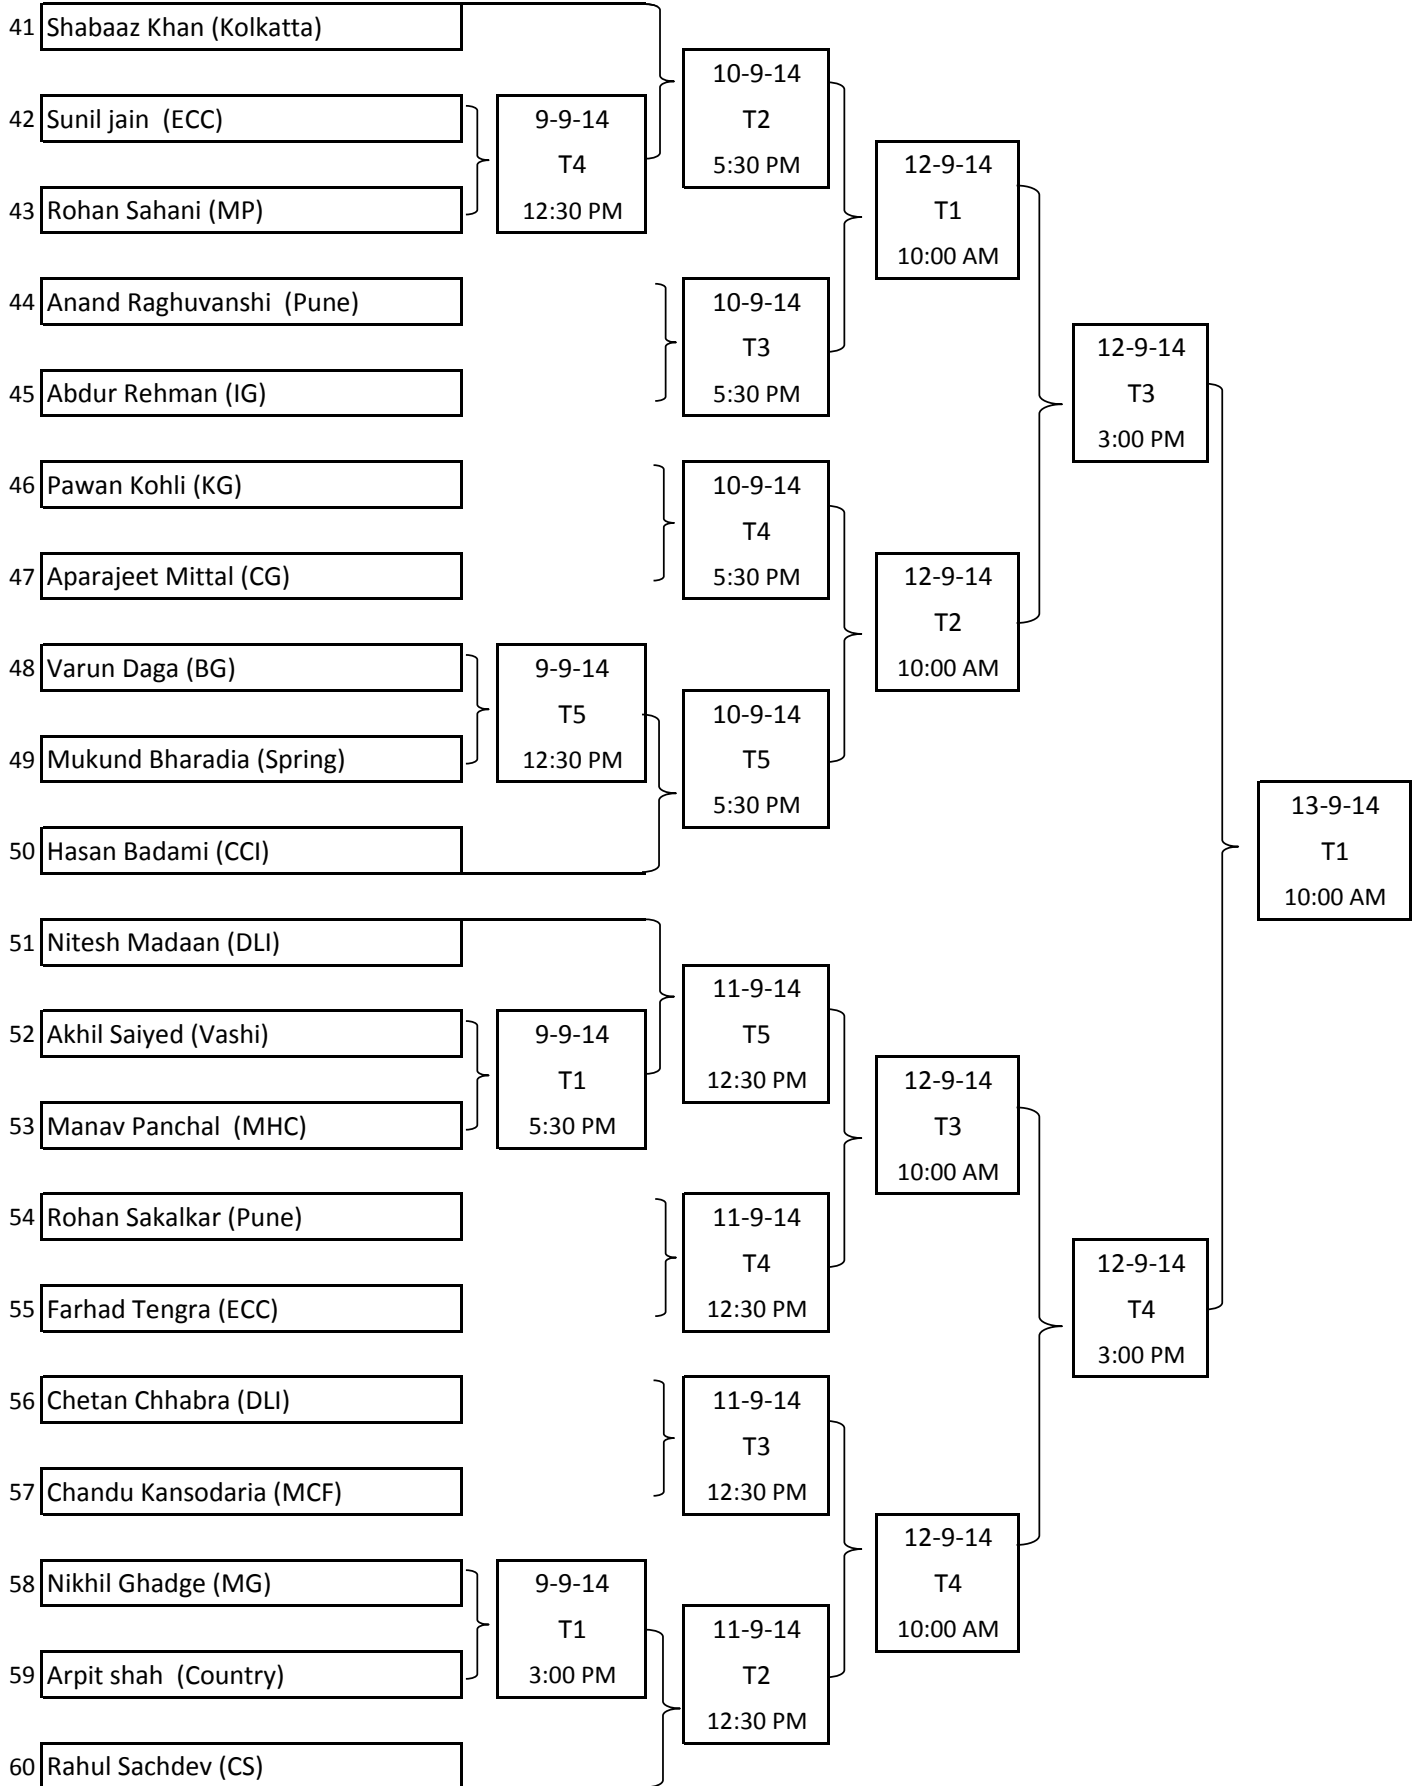 41 Shabaaz Khan (Kolkatta)
10-9-14
42 Sunil jain  (ECC)
9-9-14
T2
T4
5:30 PM
12-9-14
43 Rohan Sahani (MP)
12:30 PM
T1
10:00 AM
44 Anand Raghuvanshi  (Pune)
10-9-14
T3
12-9-14
45 Abdur Rehman (IG)
5:30 PM
T3
3:00 PM
46 Pawan Kohli (KG)
10-9-14
T4
47 Aparajeet Mittal (CG)
5:30 PM
12-9-14
T2
48 Varun Daga (BG)
9-9-14
10:00 AM
T5
10-9-14
49 Mukund Bharadia (Spring)
12:30 PM
T5
5:30 PM
13-9-14
50 Hasan Badami (CCI)
T1
10:00 AM
51 Nitesh Madaan (DLI)
11-9-14
52 Akhil Saiyed (Vashi)
9-9-14
T5
T1
12:30 PM
12-9-14
53 Manav Panchal  (MHC)
5:30 PM
T3
10:00 AM
54 Rohan Sakalkar (Pune)
11-9-14
T4
12-9-14
55 Farhad Tengra (ECC)
12:30 PM
T4
3:00 PM
56 Chetan Chhabra (DLI)
11-9-14
T3
57 Chandu Kansodaria (MCF)
12:30 PM
12-9-14
58 Nikhil Ghadge (MG)
9-9-14
T4
T1
11-9-14
10:00 AM
59 Arpit shah  (Country)
3:00 PM
T2
12:30 PM
60 Rahul Sachdev (CS)